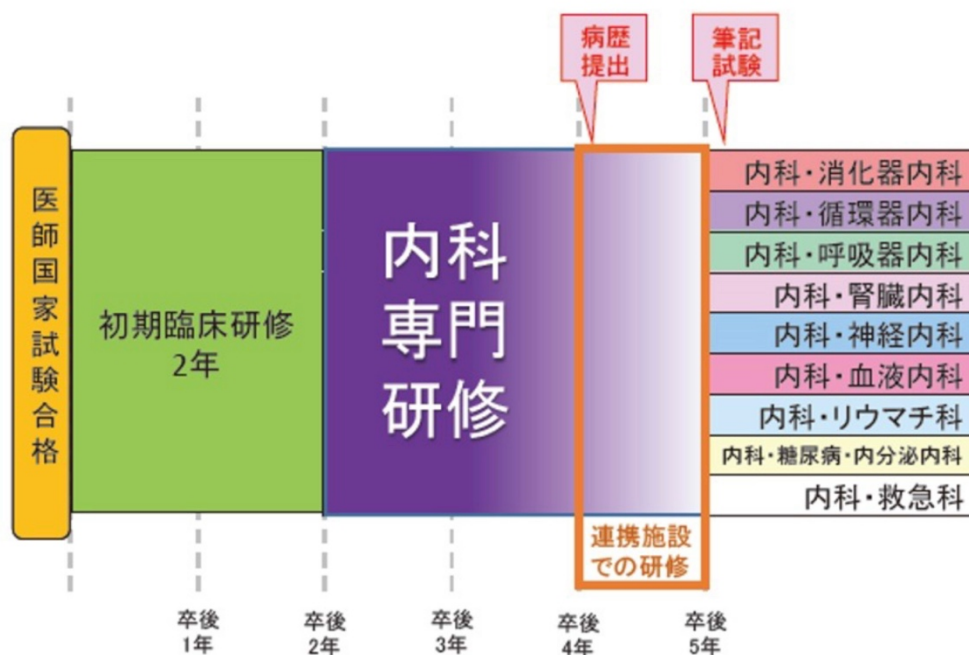 病歴
提出
筆記
試験
医師国家試験合格
初期臨床研修
2年
内科
専門
研修
内科・消化器内科
内科・循環器内科
内科・呼吸器内科
内科・腎臓内科
内科・神経内科
内科・血液内科
内科・リウマチ科
内科・糖尿病・内分泌内科
内科・救急科
連携施設
での研修
卒後
1年
卒後
2年
卒後
3年
卒後
4年
卒後
5年